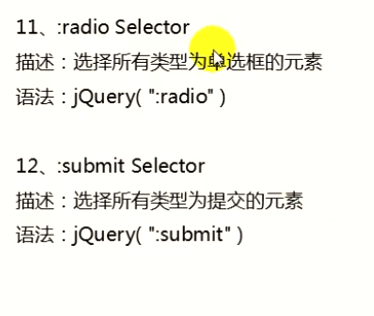 11、:radio Selector
描述：选择所有类型为单选框的元素
语法：jQuery( ":radio" )
12、:submit Selector
描述：选择所有类型为提交的元素
语法：jQuery( ":submit" )